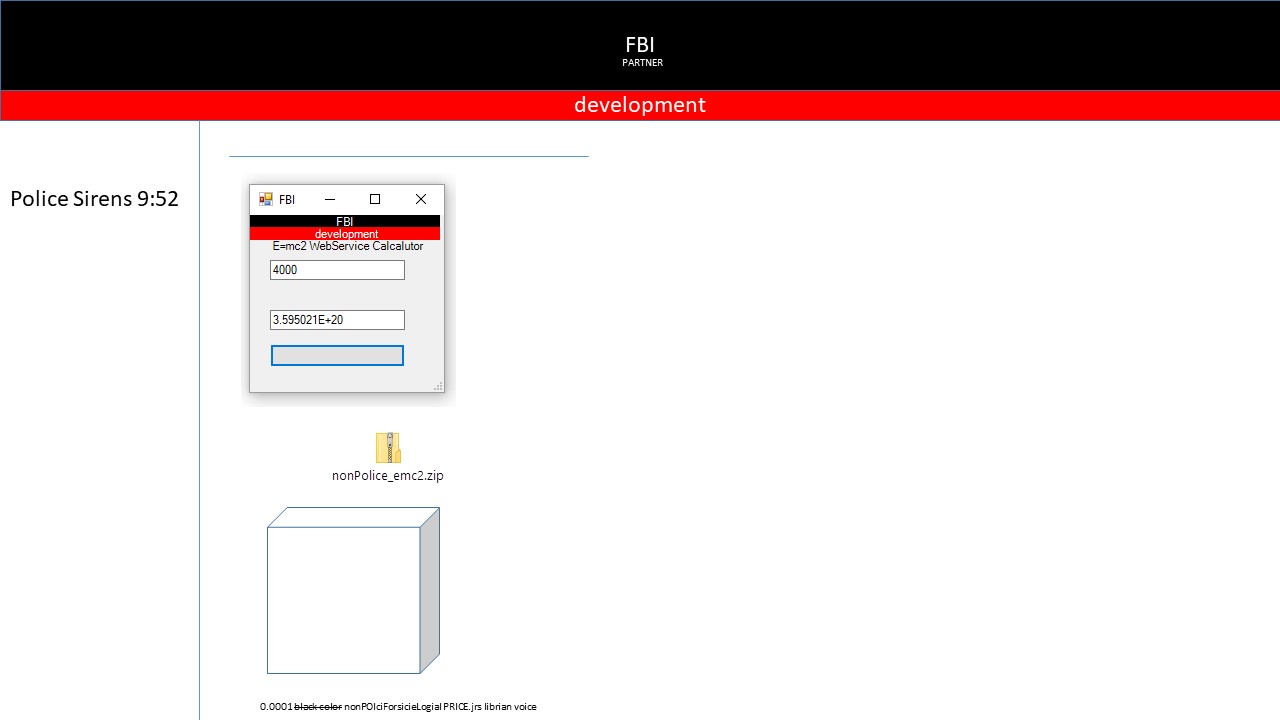 FBI
PARTNER
development
Police Sirens 9:52
FBI
FBI
development
E=mc2 WebService Calcalutor
4000
3.595021E+20
nonPolice_emc2.zip
0.0001 black color nonPOlciForsicieLogial PRICE.jrs librian voice